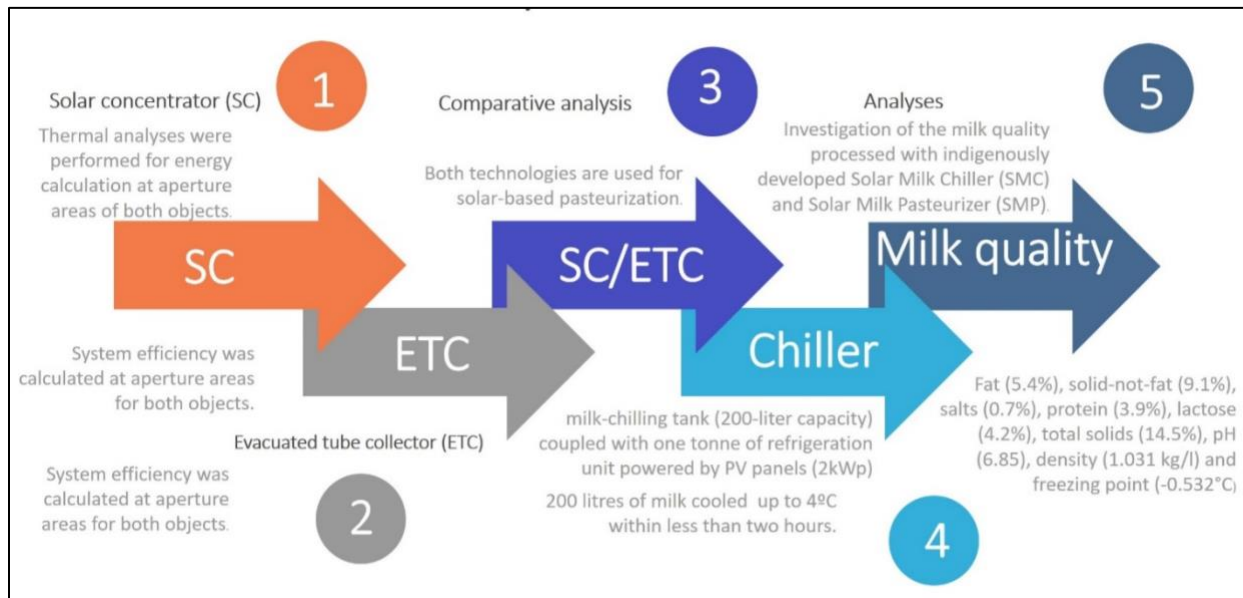 1
Solar concentrator (SC)
Thermal analyses were
performed for energy
calculation at aperture
areas of both objects.
SC
System efficiency was
calculated at aperture areas
for both objects.
ETC
Evacuated tube collector (ETC)
System efficiency was
calculated at aperture
areas for both objects.
2
3
Comparative analysis
Both technologies are used for
solar-based pasteurization.
SC/ETC
Chiller
milk-chilling tank (200-liter capacity)
coupled with one tonne of refrigeration
unit powered by PV panels (2kWp)
200 litres of milk cooled up to 4ºC
within less than two hours.
4
5
Analyses
Investigation of the milk quality
processed with indigenously
developed Solar Milk Chiller (SMC)
and Solar Milk Pasteurizer (SMP).
Milk quality
Fat (5.4%), solid-not-fat (9.1%),
salts (0.7%), protein (3.9%), lactose
(4.2%), total solids (14.5%), pH
(6.85), density (1.031 kg/l) and
freezing point (-0.532°C)